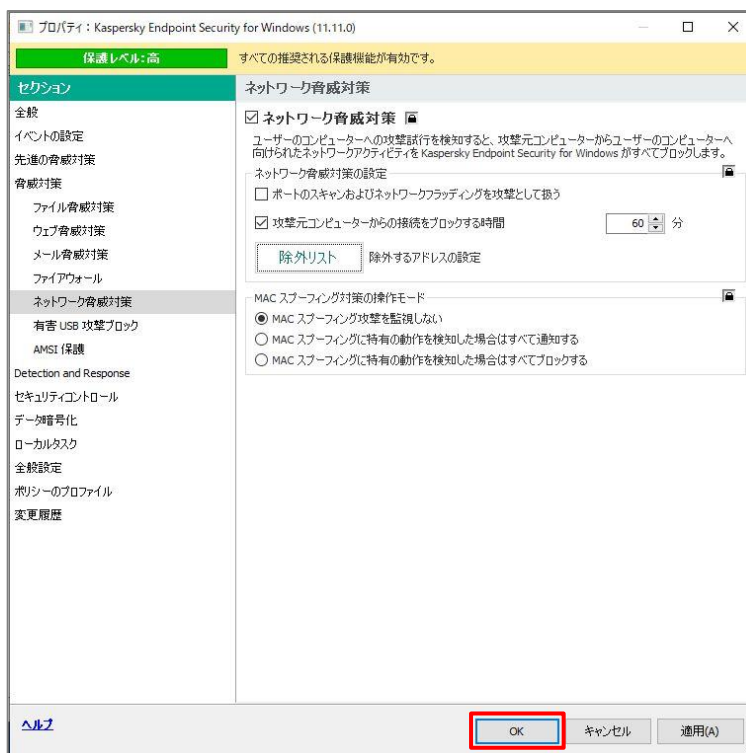 プロパティ：Kaspersky Endpoint Security for Windows (11.11.0)
保護レベル:高
すべての推奨される保護機能が有効です。
セクション
全般
イベントの設定
先進の脅威対策
脅威対策
ファイル脅威対策
ウェブ脅威対策
メール脅威対策
ファイアウォール
ネットワーク脅威対策
有害 USB 攻撃ブロック
AMSI 保護
Detection and Response
セキュリティコントロール
データ暗号化
ローカルタスク
全般設定
ポリシーのプロファイル
変更履歴
ネットワーク脅威対策
ネットワーク脅威対策
ユーザーのコンピューターへの攻撃試行を検知すると、攻撃元コンピューターからユーザーのコンピューターへ
向けられたネットワークアクティビティを Kaspersky Endpoint Security for Windows がすべてブロックします。
ネットワーク脅威対策の設定
ポートのスキャンおよびネットワークフラッディングを攻撃として扱う
攻撃元コンピューターからの接続をブロックする時間 60 分
除外リスト 除外するアドレスの設定
MAC スプーフィング対策の操作モード
MAC スプーフィング攻撃を監視しない
MAC スプーフィングに特有の動作を検知した場合はすべて通知する
MAC スプーフィングに特有の動作を検知した場合はすべてブロックする
ヘルプ
OK キャンセル 適用(A)